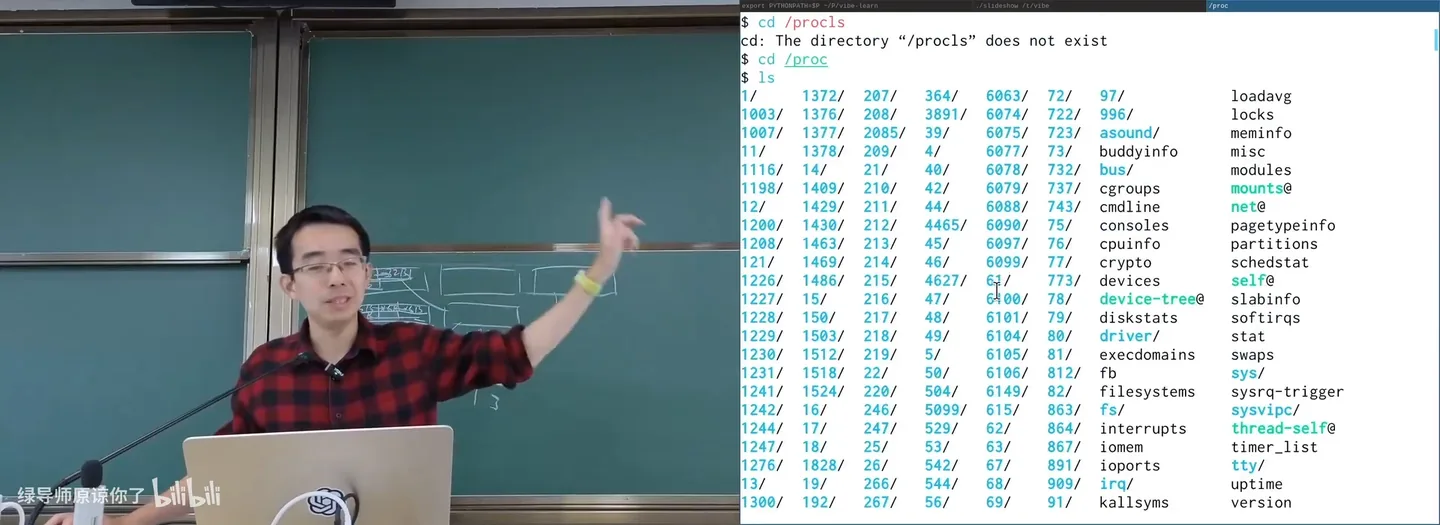 export PYTHONPATH=$P ~/P/vibe-learn ./slideshow /t/vibe /proc
$ cd /procls
cd: The directory “/procls” does not exist
$ cd /proc
$ ls
1/ 1372/ 207/ 364/ 6063/ 72/ 97/ loadavg
1003/ 1376/ 208/ 3891/ 6074/ 722/ 996/ locks
1007/ 1377/ 2085/ 39/ 6075/ 723/ asound/ meminfo
11/ 1378/ 209/ 4/ 6077/ 73/ buddyinfo misc
1116/ 14/ 21/ 40/ 6078/ 732/ bus/ modules
1198/ 1409/ 210/ 42/ 6079/ 737/ cgroups mounts@
12/ 1429/ 211/ 44/ 6088/ 743/ cmdline net@
1200/ 1430/ 212/ 4465/ 6090/ 75/ consoles pagetypeinfo
1208/ 1463/ 213/ 45/ 6097/ 76/ cpuinfo partitions
121/ 1469/ 214/ 46/ 6099/ 77/ crypto schedstat
1226/ 1486/ 215/ 4627/ 61/ 773/ devices self@
1227/ 15/ 216/ 47/ 6100/ 78/ device-tree@ slabinfo
1228/ 150/ 217/ 48/ 6101/ 79/ diskstats softirqs
1229/ 1503/ 218/ 49/ 6104/ 80/ driver/ stat
1230/ 1512/ 219/ 5/ 6105/ 81/ execdomains swaps
1231/ 1518/ 22/ 50/ 6106/ 812/ fb sys/
1241/ 1524/ 220/ 504/ 6149/ 82/ filesystems sysrq-trigger
1242/ 16/ 246/ 5099/ 615/ 863/ fs/ sysvipc/
1244/ 17/ 247/ 529/ 62/ 864/ interrupts thread-self@
1247/ 18/ 25/ 53/ 63/ 867/ iomem timer_list
1276/ 1828/ 26/ 542/ 67/ 891/ ioports tty/
13/ 19/ 266/ 544/ 68/ 909/ irq/ uptime
1300/ 192/ 267/ 56/ 69/ 91/ kallsyms version
3
绿导师原谅你了 bilibili